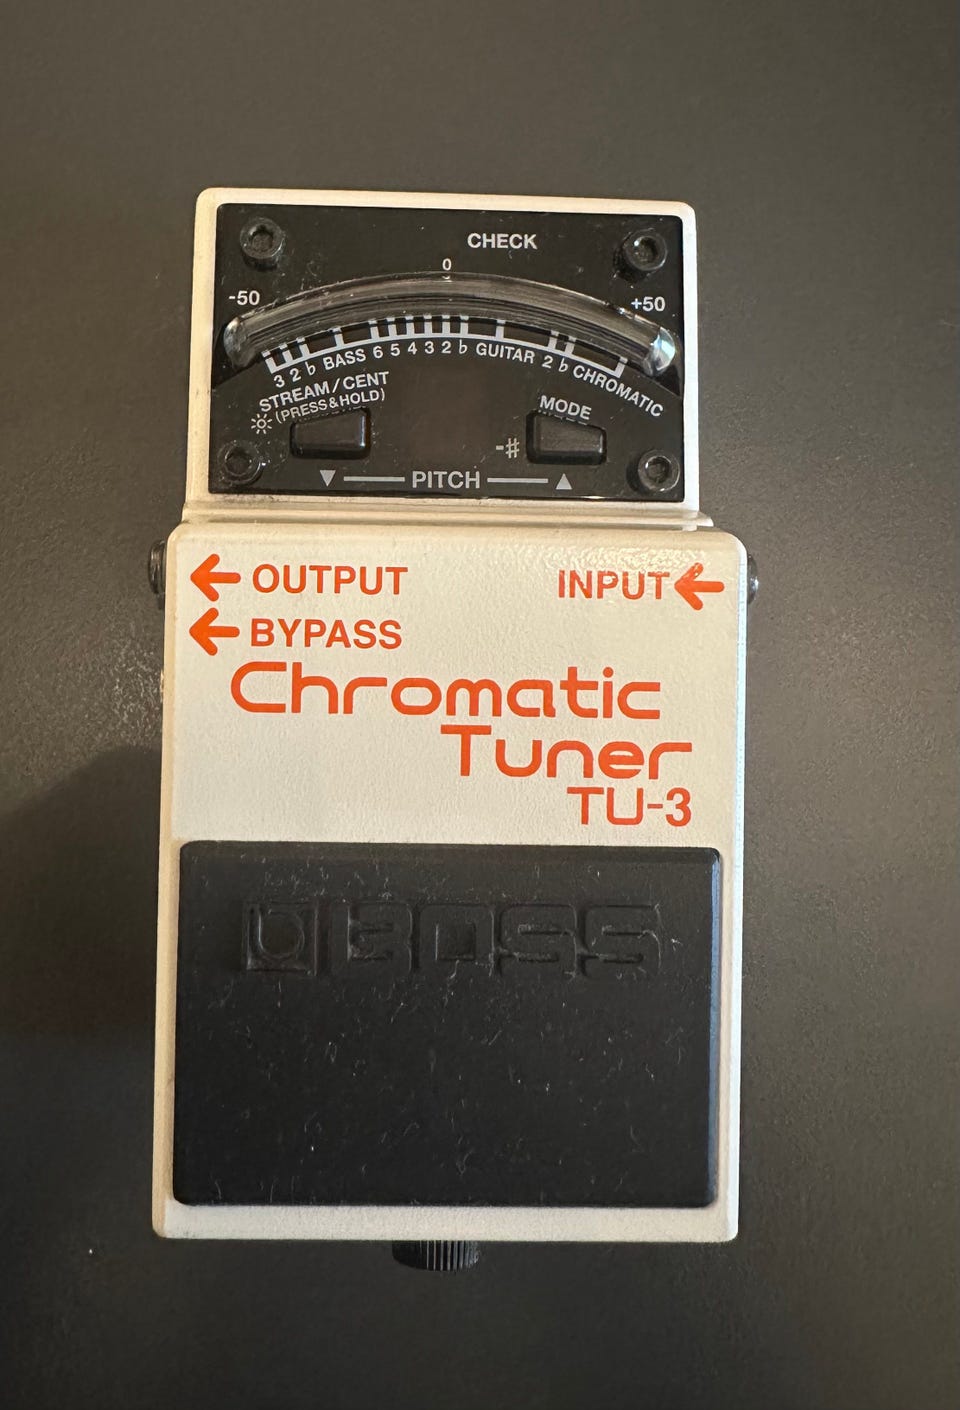 CHECK
0
-50 +50
3 2 ♭ BASS 6 5 4 3 2 ♭ GUITAR 2 ♭ CHROMATIC
STREAM/CENT
(PRESS&HOLD)
MODE
-♯
▼ PITCH ▲
← OUTPUT INPUT ←
← BYPASS
Chromatic
Tuner
TU-3
BOSS